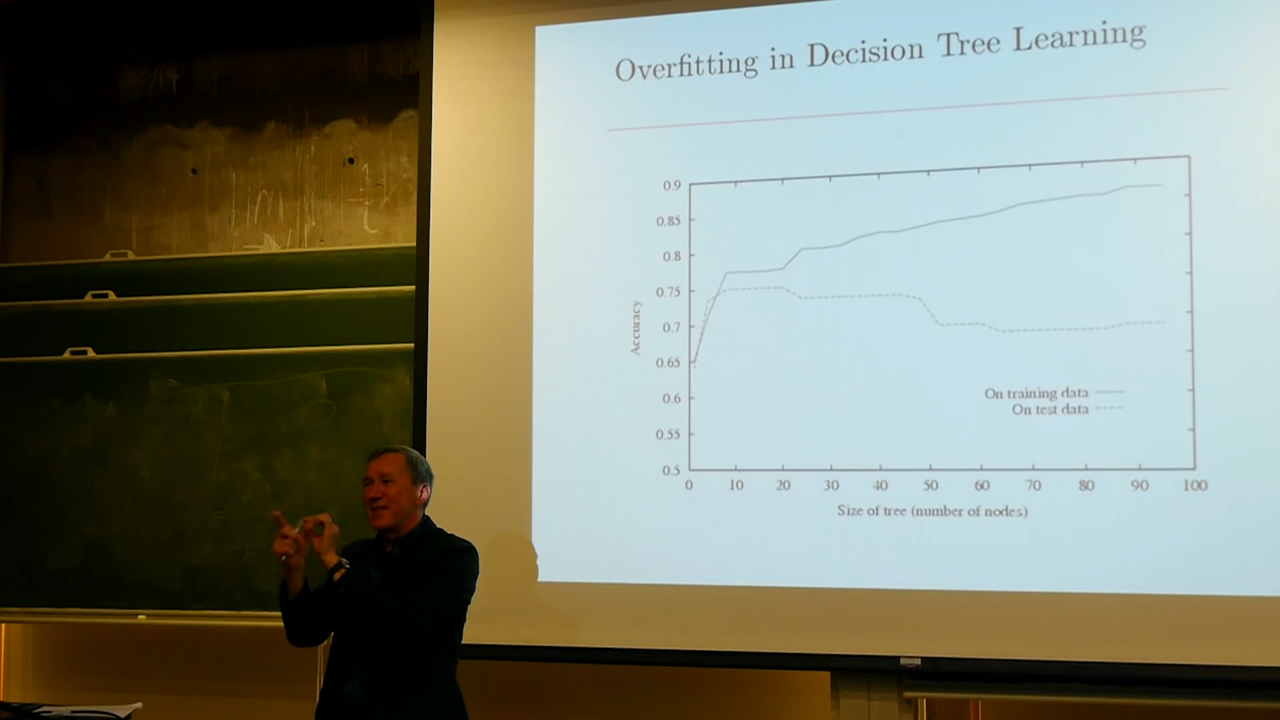 Overfitting in Decision Tree Learning
0.9
0.85
0.8
0.75
0.7
0.65
0.6
0.55
0.5
Accuracy
On training data
On test data
0 10 20 30 40 50 60 70 80 90 100
Size of tree (number of nodes)